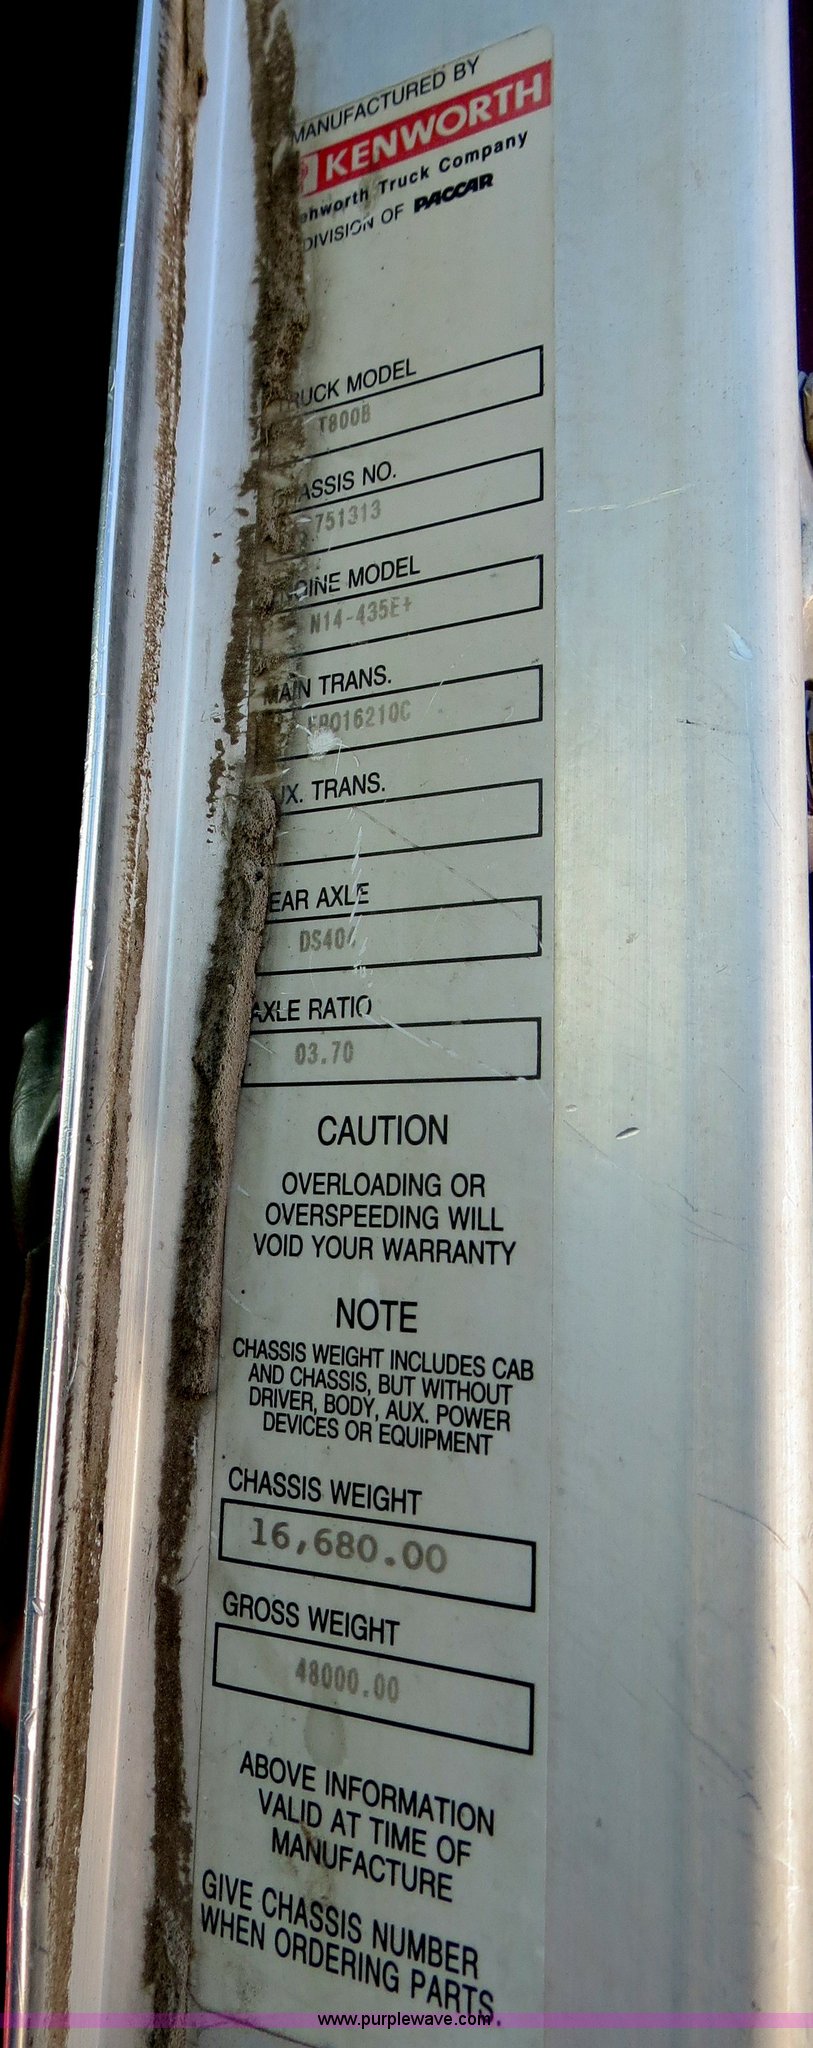 MANUFACTURED BY
KENWORTH
Kenworth Truck Company
DIVISION OF PACCAR
TRUCK MODEL
T800B
CHASSIS NO.
751313
ENGINE MODEL
N14-435E+
MAIN TRANS.
AUX. TRANS.
REAR AXLE
DS404
AXLE RATIO
03.70
CAUTION
OVERLOADING OR
OVERSPEEDING WILL
VOID YOUR WARRANTY
NOTE
CHASSIS WEIGHT INCLUDES CAB
AND CHASSIS, BUT WITHOUT
DRIVER, BODY, AUX. POWER
DEVICES OR EQUIPMENT
CHASSIS WEIGHT
16,680.00
GROSS WEIGHT
48000.00
ABOVE INFORMATION
VALID AT TIME OF
MANUFACTURE
GIVE CHASSIS NUMBER
WHEN ORDERING PARTS.
www.purplewave.com